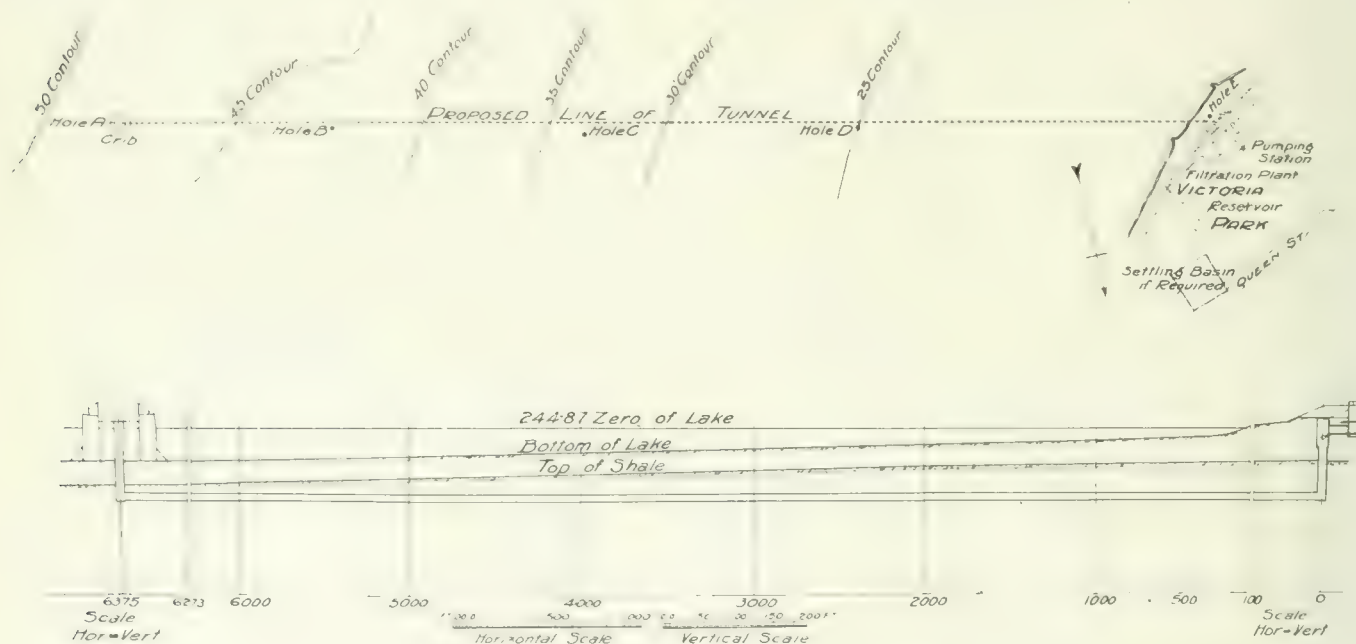 50 Contour
45 Contour
40 Contour
35 Contour
30 Contour
25 Contour
Hole A
Crib
Hole B
PROPOSED LINE OF TUNNEL
Hole C
Hole D
Hole E
Pumping
Station
Filtration Plant
VICTORIA
Reservoir
PARK
Settling Basin
if Required
QUEEN ST.
244.87 Zero of Lake
Bottom of Lake
Top of Shale
6375 6273 6000 5000 4000 3000 2000 1000 500 100 0
Scale
Hor=Vert
500
200
Horizontal Scale
Vertical Scale
Scale
Hor=Vert